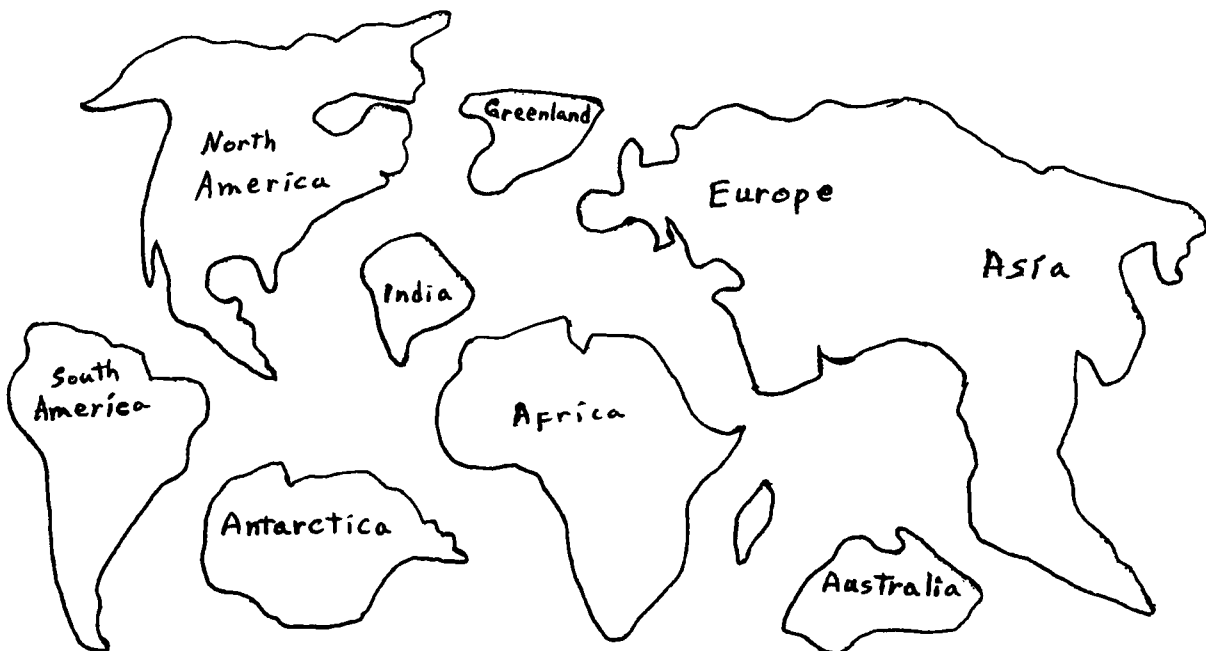 Greenland
North
America
Europe
Asia
India
South
America
Africa
Antarctica
Australia